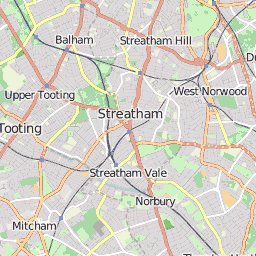 Balham
Streatham Hill
Upper Tooting
West Norwood
Streatham
Tooting
Streatham Vale
Norbury
Mitcham